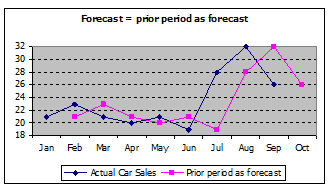 Forecast = prior period as forecast
32
30
28
26
24
22
20
18
Jan Feb Mar Apr May Jun Jul Aug Sep Oct
Actual Car Sales Prior period as forecast